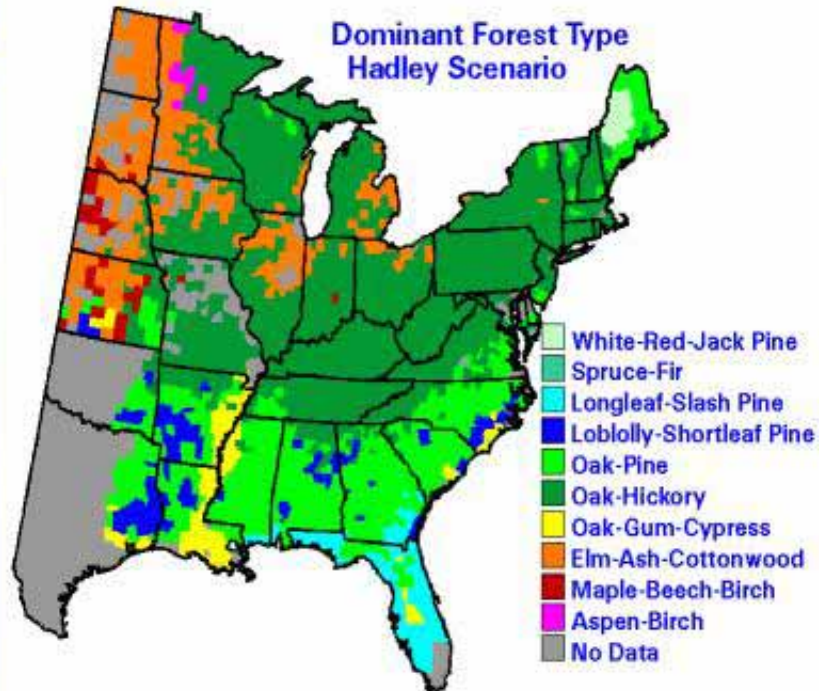 Dominant Forest Type
Hadley Scenario
White-Red-Jack Pine
Spruce-Fir
Longleaf-Slash Pine
Loblolly-Shortleaf Pine
Oak-Pine
Oak-Hickory
Oak-Gum-Cypress
Elm-Ash-Cottonwood
Maple-Beech-Birch
Aspen-Birch
No Data